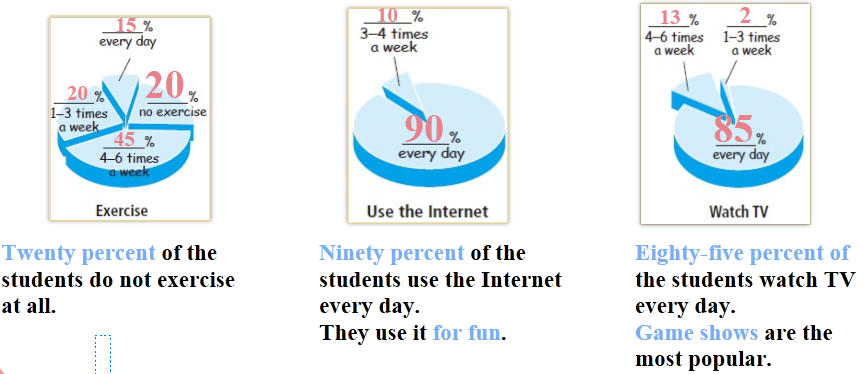 15 %
every day
20 %
1-3 times
a week
20 %
no exercise
45 %
4-6 times
a week
Exercise
Twenty percent of the
students do not exercise
at all.
10 %
3-4 times
a week
90 %
every day
Use the Internet
Ninety percent of the
students use the Internet
every day.
They use it for fun.
13 %
4-6 times
a week
2 %
1-3 times
a week
85 %
every day
Watch TV
Eighty-five percent of
the students watch TV
every day.
Game shows are the
most popular.